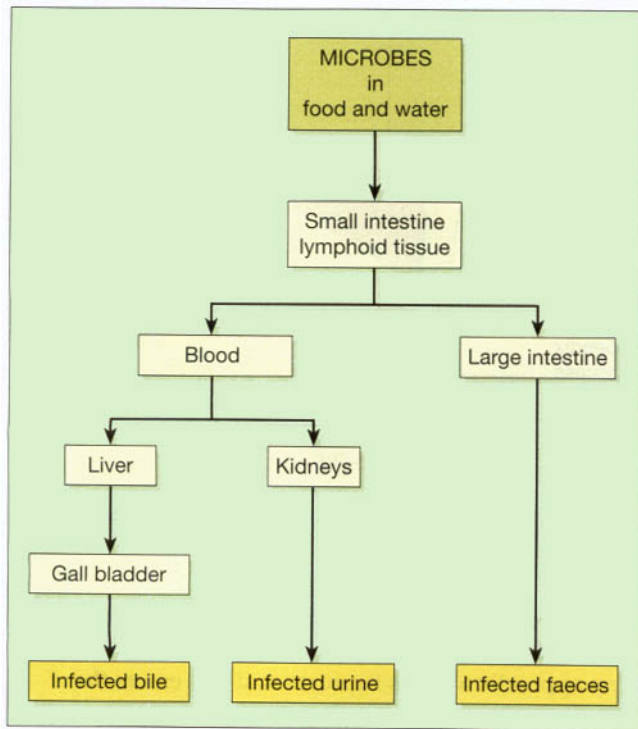 MICROBES
in
food and water
Small intestine
lymphoid tissue
Blood
Large intestine
Liver
Kidneys
Gall bladder
Infected bile
Infected urine
Infected faeces